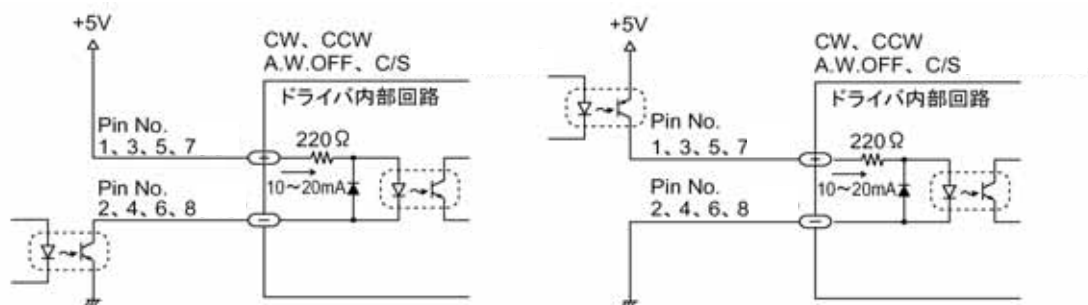 +5V
CW、CCW
A.W.OFF、C/S
ドライバ内部回路
Pin No.
1、3、5、7
220Ω
10～20mA
Pin No.
2、4、6、8
+5V
CW、CCW
A.W.OFF、C/S
ドライバ内部回路
Pin No.
1、3、5、7
220Ω
10～20mA
Pin No.
2、4、6、8